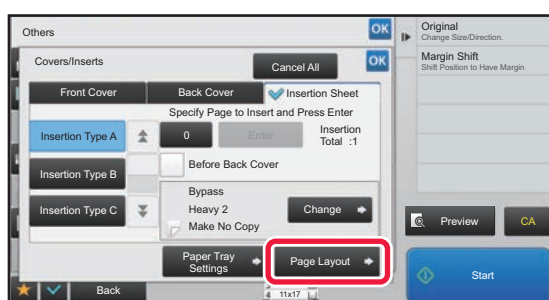 Others
OK
Covers/Inserts
Cancel All
OK
Front Cover
Back Cover
Insertion Sheet
Specify Page to Insert and Press Enter
Insertion Type A
0
Enter
Insertion
Total :1
Insertion Type B
Before Back Cover
Insertion Type C
Bypass
Heavy 2
Make No Copy
Change
Paper Tray
Settings
Page Layout
Back
4
11x17
Original
Change Size/Direction.
Margin Shift
Shift Position to Have Margin
Preview
CA
Start